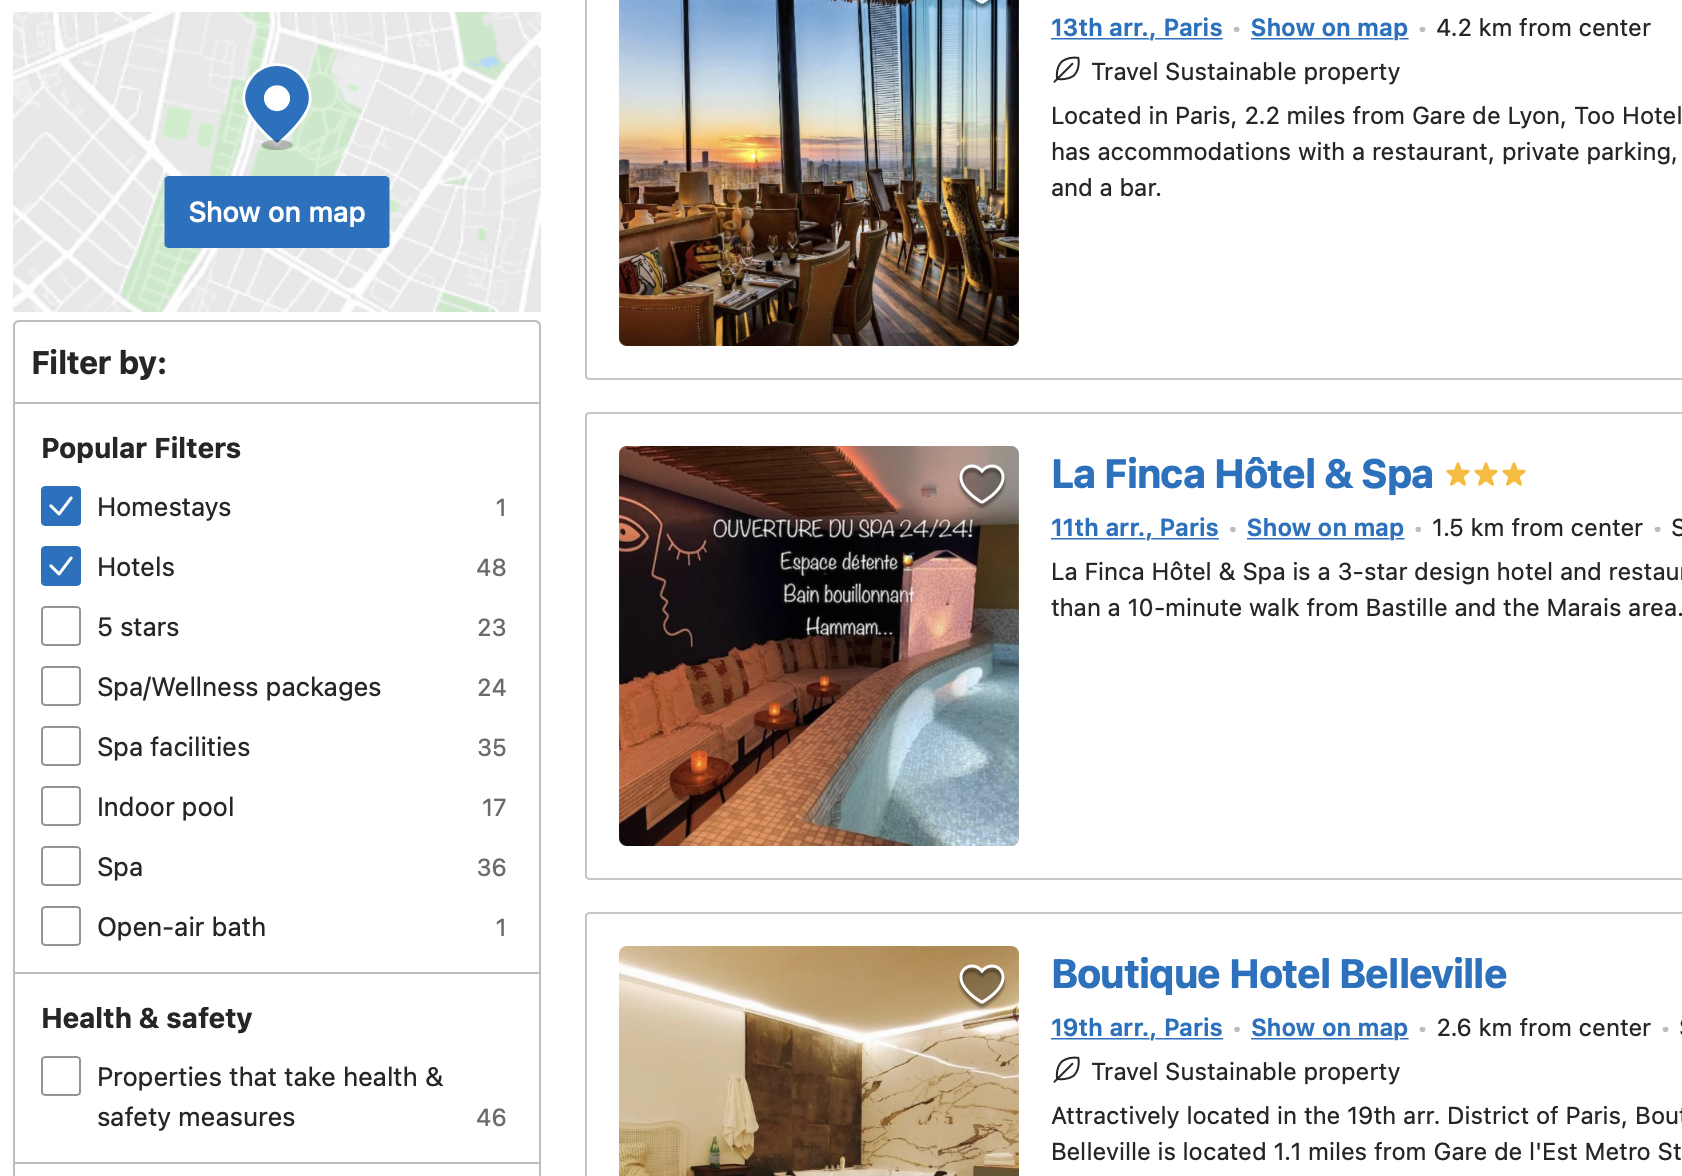 Show on map
Filter by:
Popular Filters
Homestays 1
Hotels 48
5 stars 23
Spa/Wellness packages 24
Spa facilities 35
Indoor pool 17
Spa 36
Open-air bath 1
Health & safety
Properties that take health &
safety measures 46
13th arr., Paris • Show on map • 4.2 km from center
Travel Sustainable property
Located in Paris, 2.2 miles from Gare de Lyon, Too Hotel
has accommodations with a restaurant, private parking,
and a bar.
OUVERTURE DU SPA 24/24!
Espace détente
Bain bouillonnant
Hammam...
La Finca Hôtel & Spa
11th arr., Paris • Show on map • 1.5 km from center •
La Finca Hôtel & Spa is a 3-star design hotel and
than a 10-minute walk from Bastille and the Marais area.
Boutique Hotel Belleville
19th arr., Paris • Show on map • 2.6 km from center •
Travel Sustainable property
Attractively located in the 19th arr. District of Paris,
Belleville is located 1.1 miles from Gare de l'Est Metro